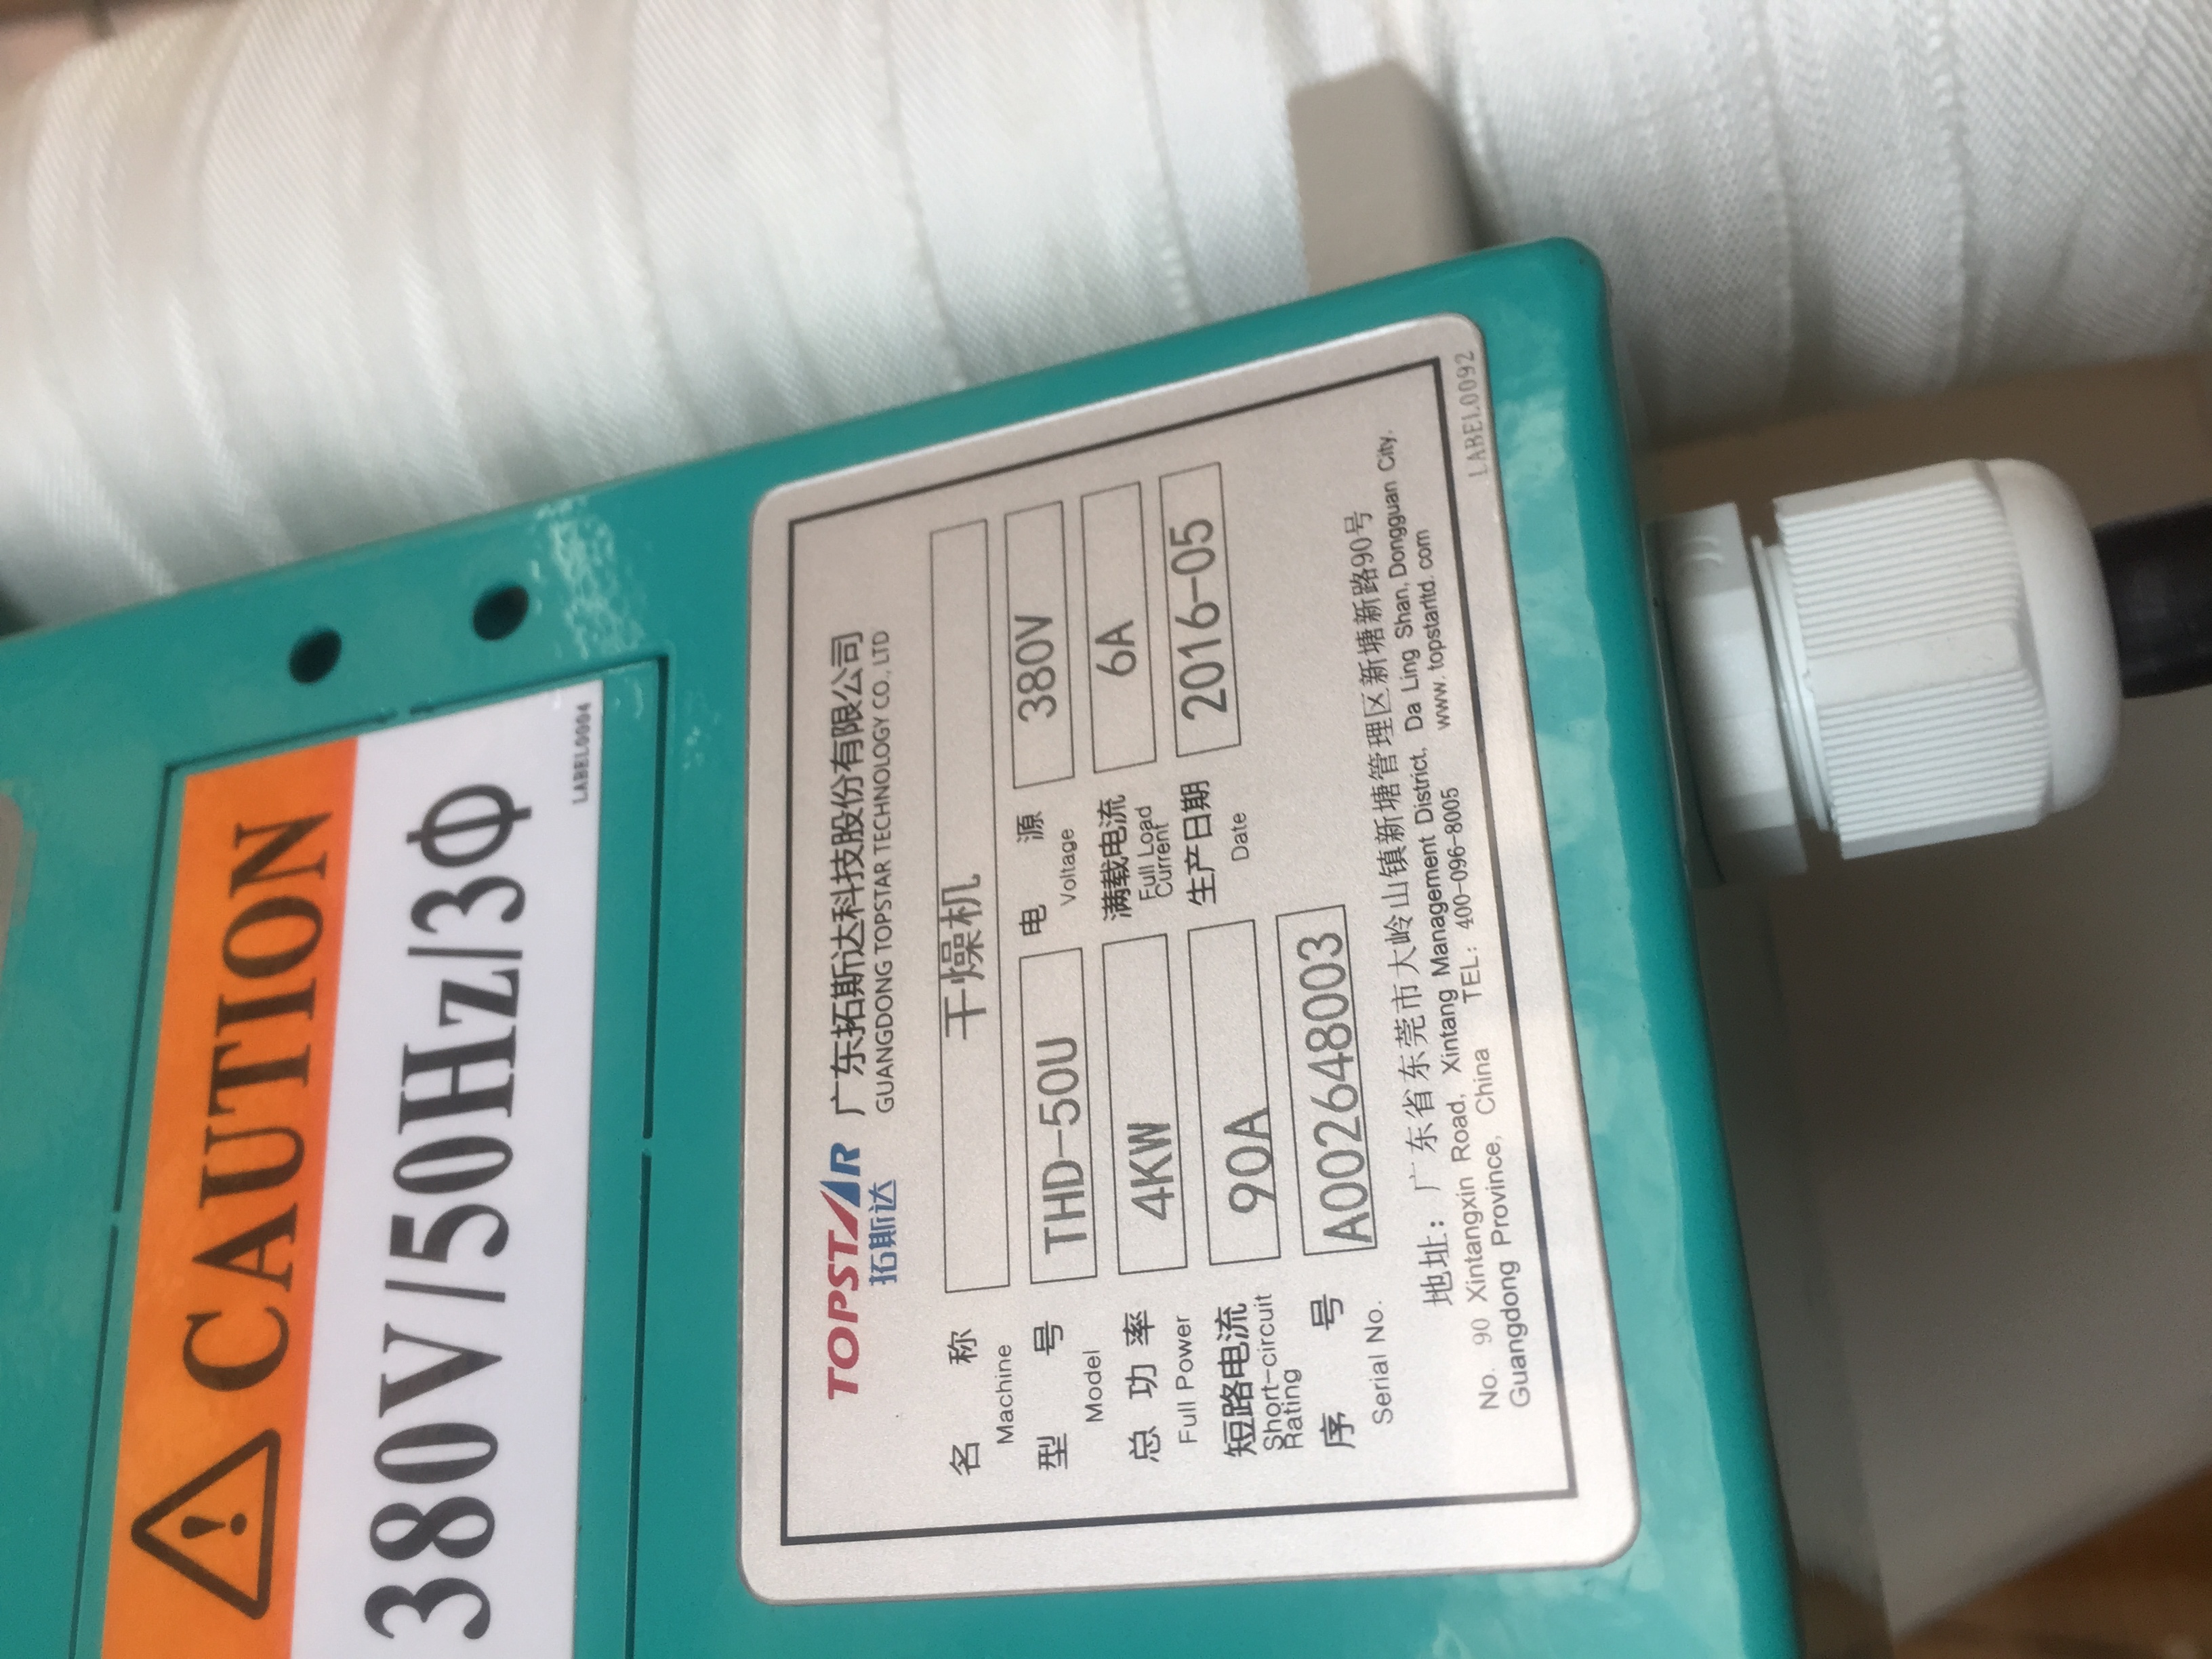 CAUTION
380V/50Hz/3Φ
LABEL0004
TOPSTAR
拓斯达
广东拓斯达科技股份有限公司
GUANGDONG TOPSTAR TECHNOLOGY CO., LTD
名 称 干燥机
Machine
型 号 THD-50U 电 源 380V
Model Voltage
总 功 率 4KW 满载电流 6A
Full Power Full Load Current
短路电流 90A 生产日期 2016-05
Short-circuit Rating Date
序 号 A002648003
Serial No.
地址: 广东省东莞市大岭山镇新塘管理区新塘新路90号
No. 90 Xintangxin Road, Xintang Management District, Da Ling Shan, Dongguan City,
Guangdong Province, China TEL: 400-096-8005 www.topstarltd.com
LABEL0092